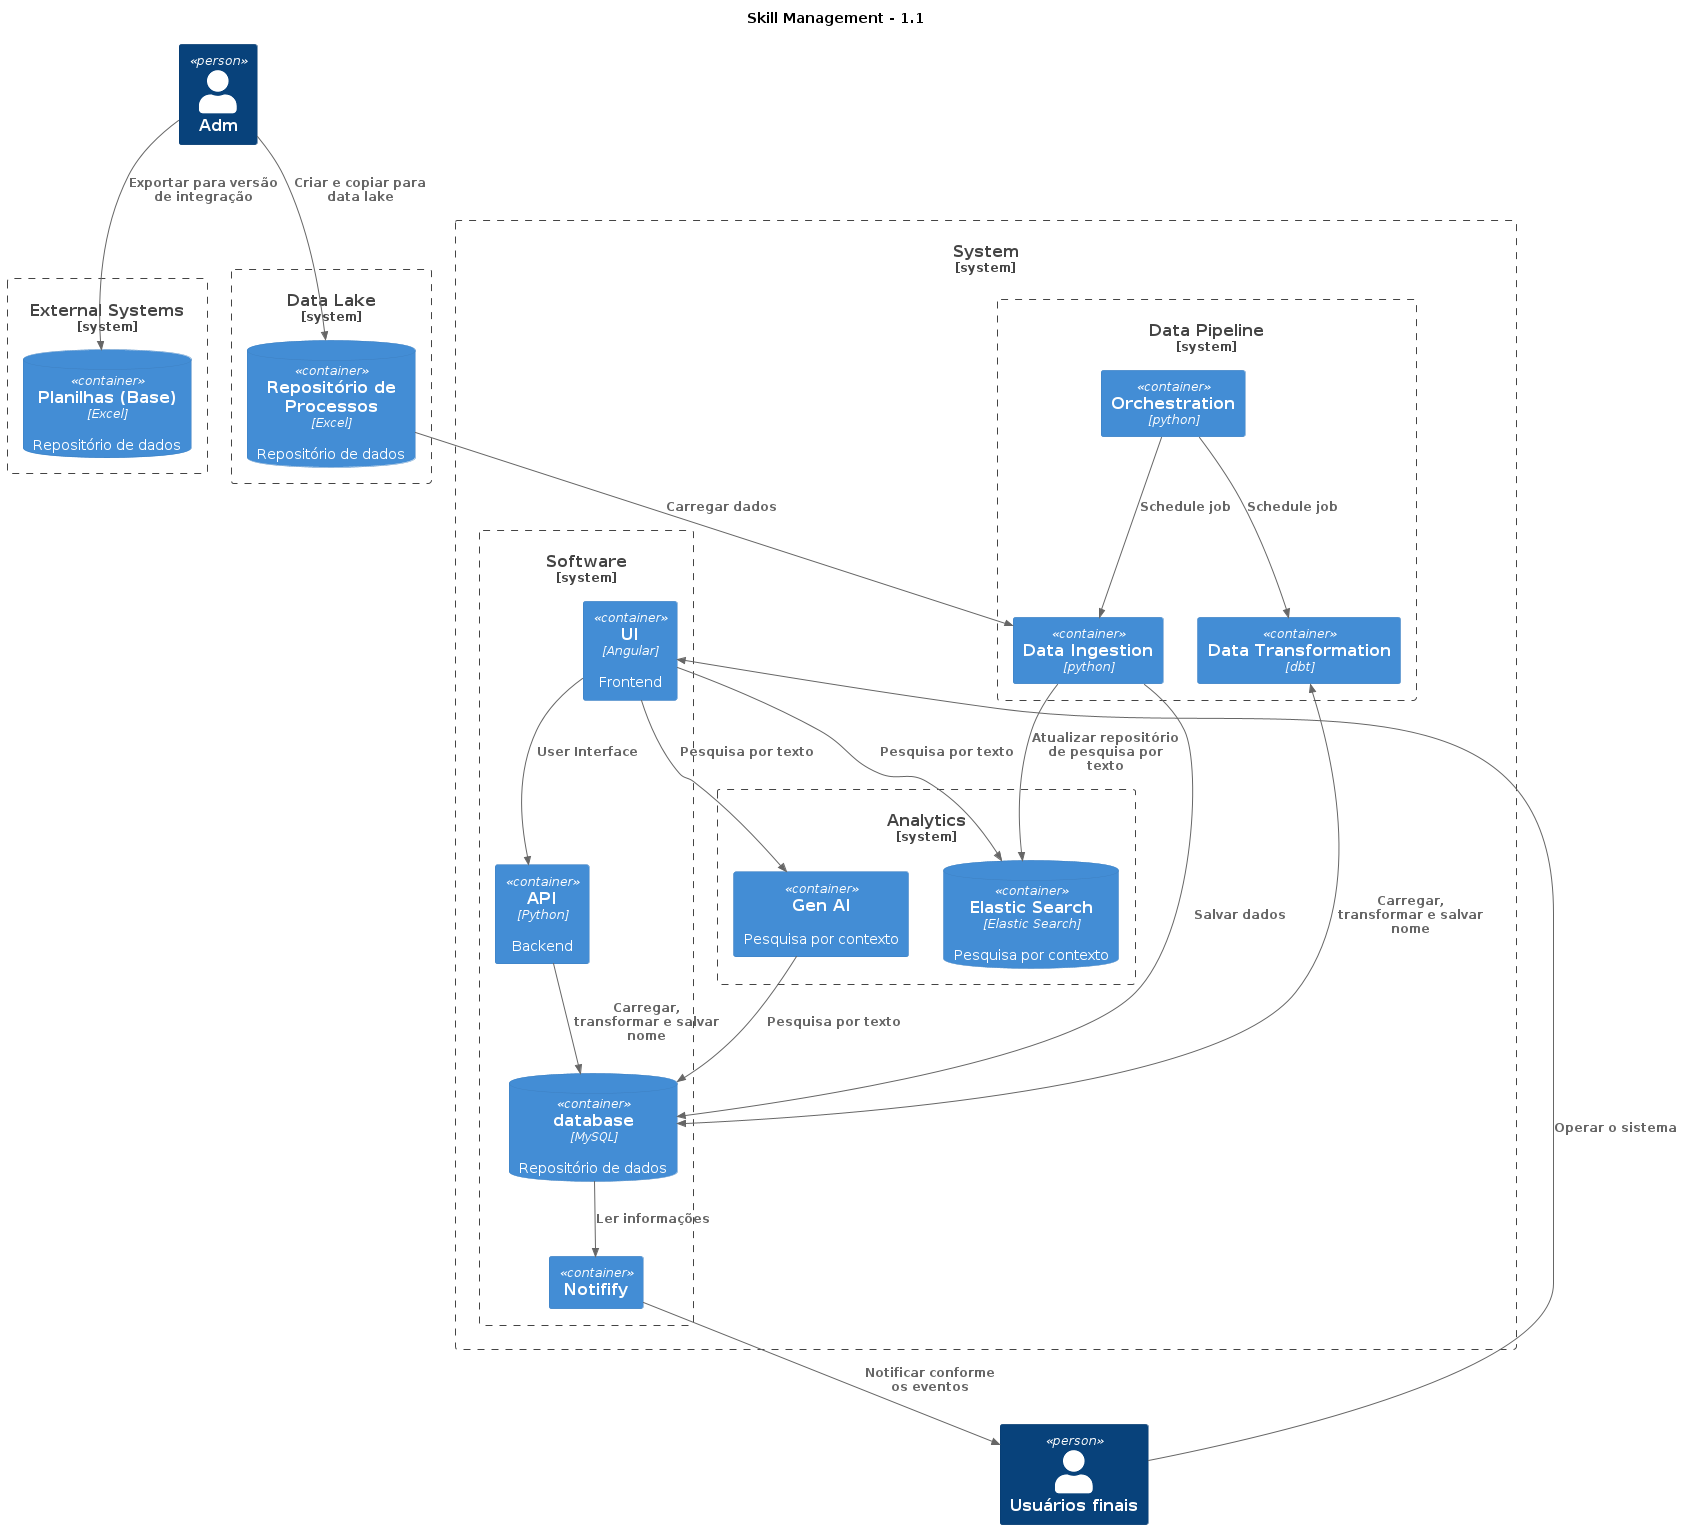 Skill Management - 1.1
«person»
Adm
Exportar para versão
de integração
Criar e copiar para
data lake
System
[system]
External Systems
[system]
Data Lake
[system]
Data Pipeline
[system]
«container»
Planilhas (Base)
[Excel]
Repositório de dados
«container»
Repositório de
Processos
[Excel]
Repositório de dados
«container»
Orchestration
[python]
Carregar dados
Schedule job
Schedule job
Software
[system]
«container»
UI
[Angular]
Frontend
«container»
Data Ingestion
[python]
«container»
Data Transformation
[dbt]
User Interface
Pesquisa por texto
Pesquisa por texto
Atualizar repositório
de pesquisa por
texto
Analytics
[system]
«container»
API
[Python]
Backend
«container»
Gen AI
Pesquisa por contexto
«container»
Elastic Search
[Elastic Search]
Pesquisa por contexto
Salvar dados
Carregar,
transformar e salvar
nome
Carregar,
transformar e salvar
nome
Pesquisa por texto
«container»
database
[MySQL]
Repositório de dados
Operar o sistema
Ler informações
«container»
Notifify
Notificar conforme
os eventos
«person»
Usuários finais